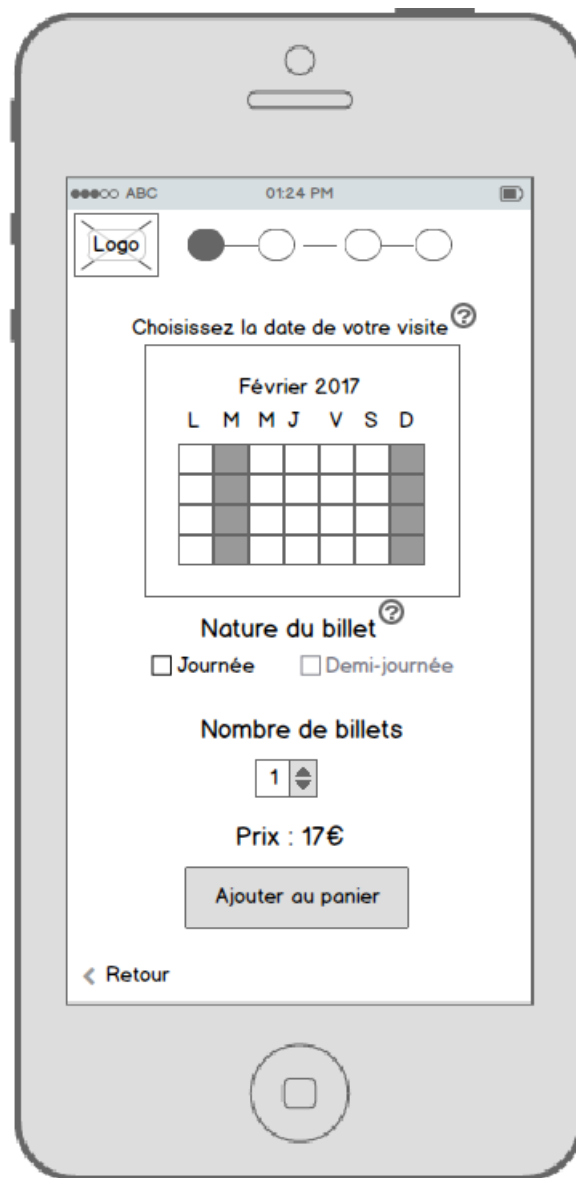 ABC 01:24 PM
Logo
Choisissez la date de votre visite ?
Février 2017
L M M J V S D
Nature du billet ?
Journée Demi-journée
Nombre de billets
1
Prix : 17€
Ajouter au panier
< Retour